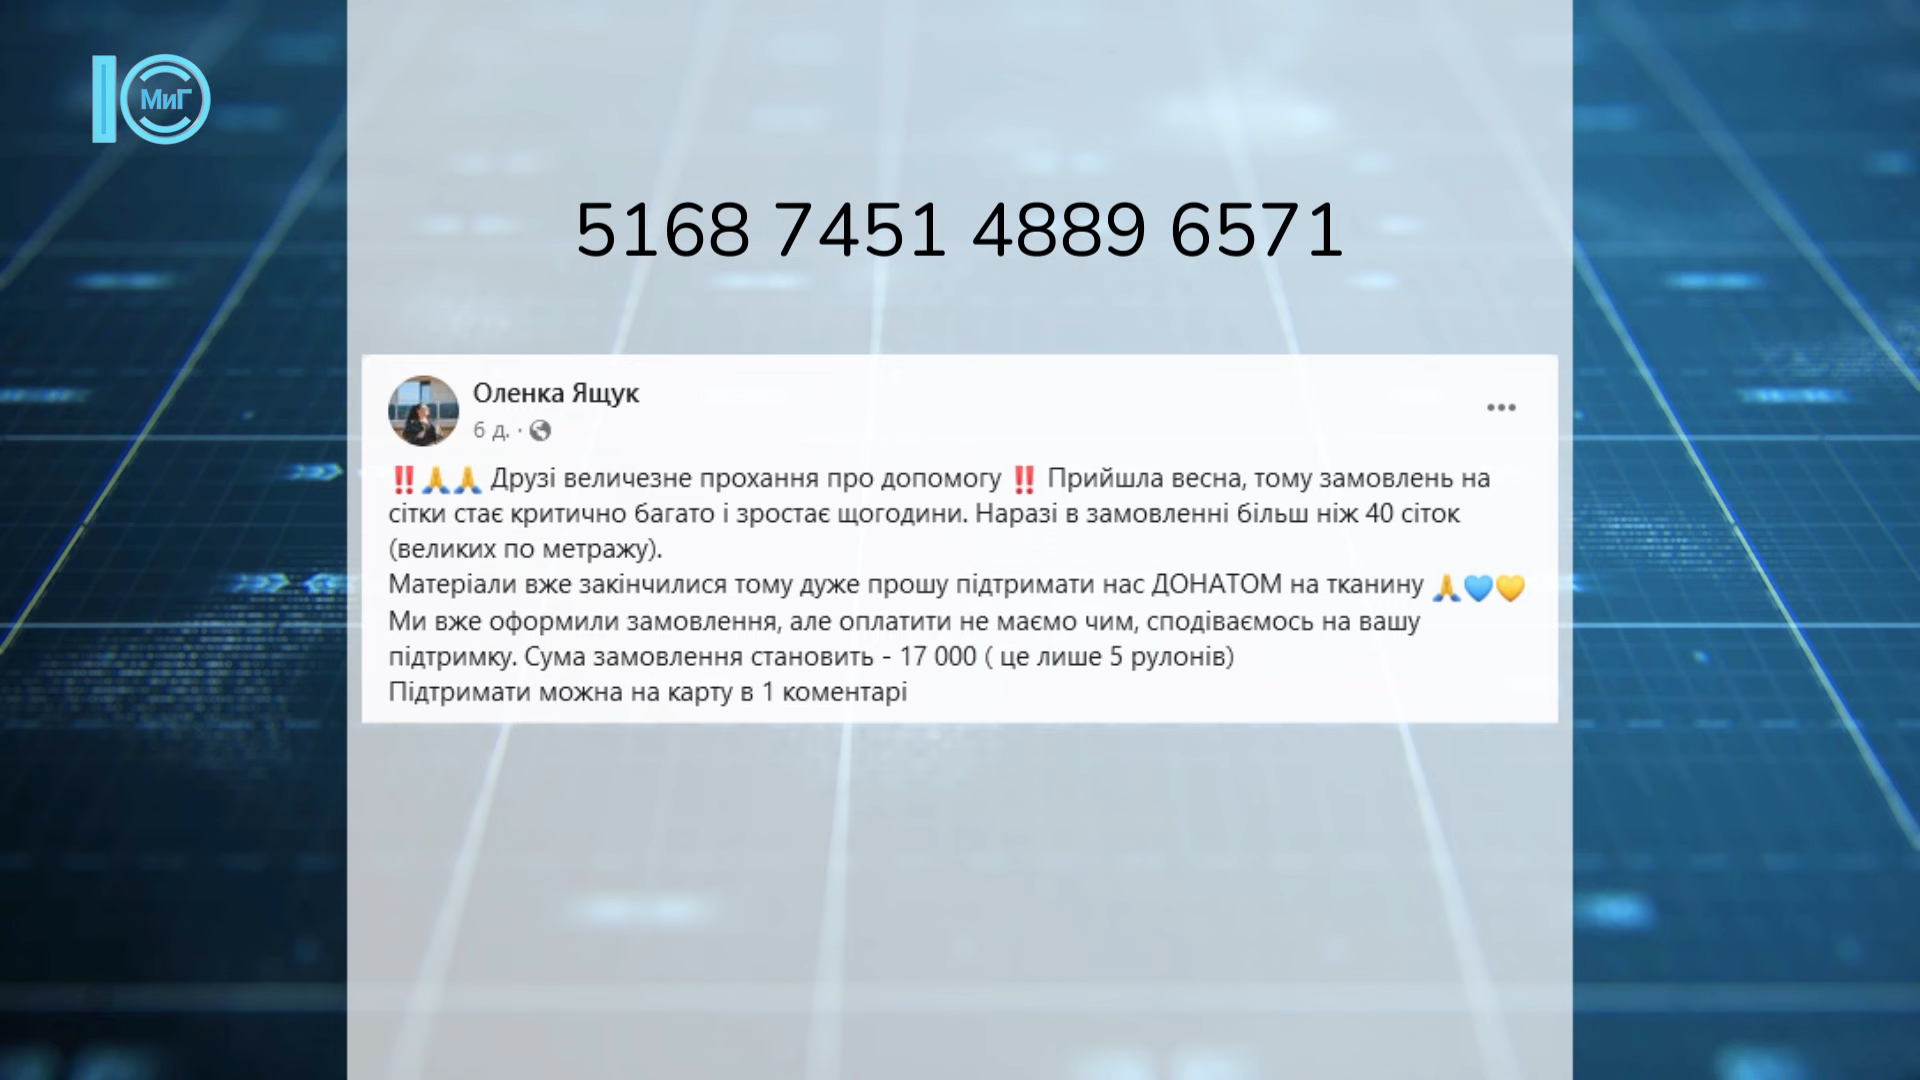 МиГ
5168 7451 4889 6571
Оленка Ящук
6 д. ·
‼️🙏🙏 Друзі величезне прохання про допомогу ‼️ Прийшла весна, тому замовлень на
сітки стає критично багато і зростає щогодини. Наразі в замовленні більш ніж 40 сіток
(великих по метражу).
Матеріали вже закінчилися тому дуже прошу підтримати нас ДОНАТОМ на тканину 🙏💙💛
Ми вже оформили замовлення, але оплатити не маємо чим, сподіваємось на вашу
підтримку. Сума замовлення становить - 17 000 ( це лише 5 рулонів)
Підтримати можна на карту в 1 коментарі